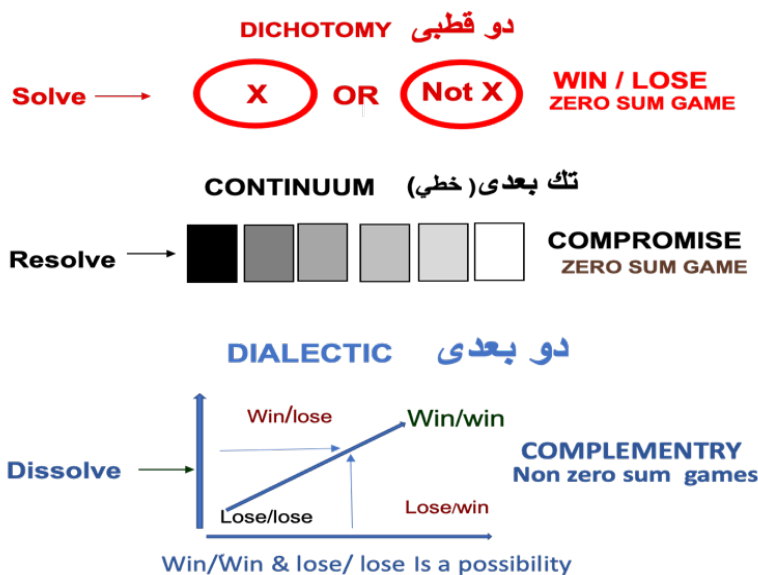 DICHOTOMY دو قطبی
Solve
X OR Not X
WIN / LOSE
ZERO SUM GAME
CONTINUUM تك بعدى (خطي)
Resolve
COMPROMISE
ZERO SUM GAME
DIALECTIC دو بعدى
Dissolve
Win/lose
Win/win
Lose/lose
Lose/win
COMPLEMENTRY
Non zero sum games
Win/Win & lose/ lose Is a possibility